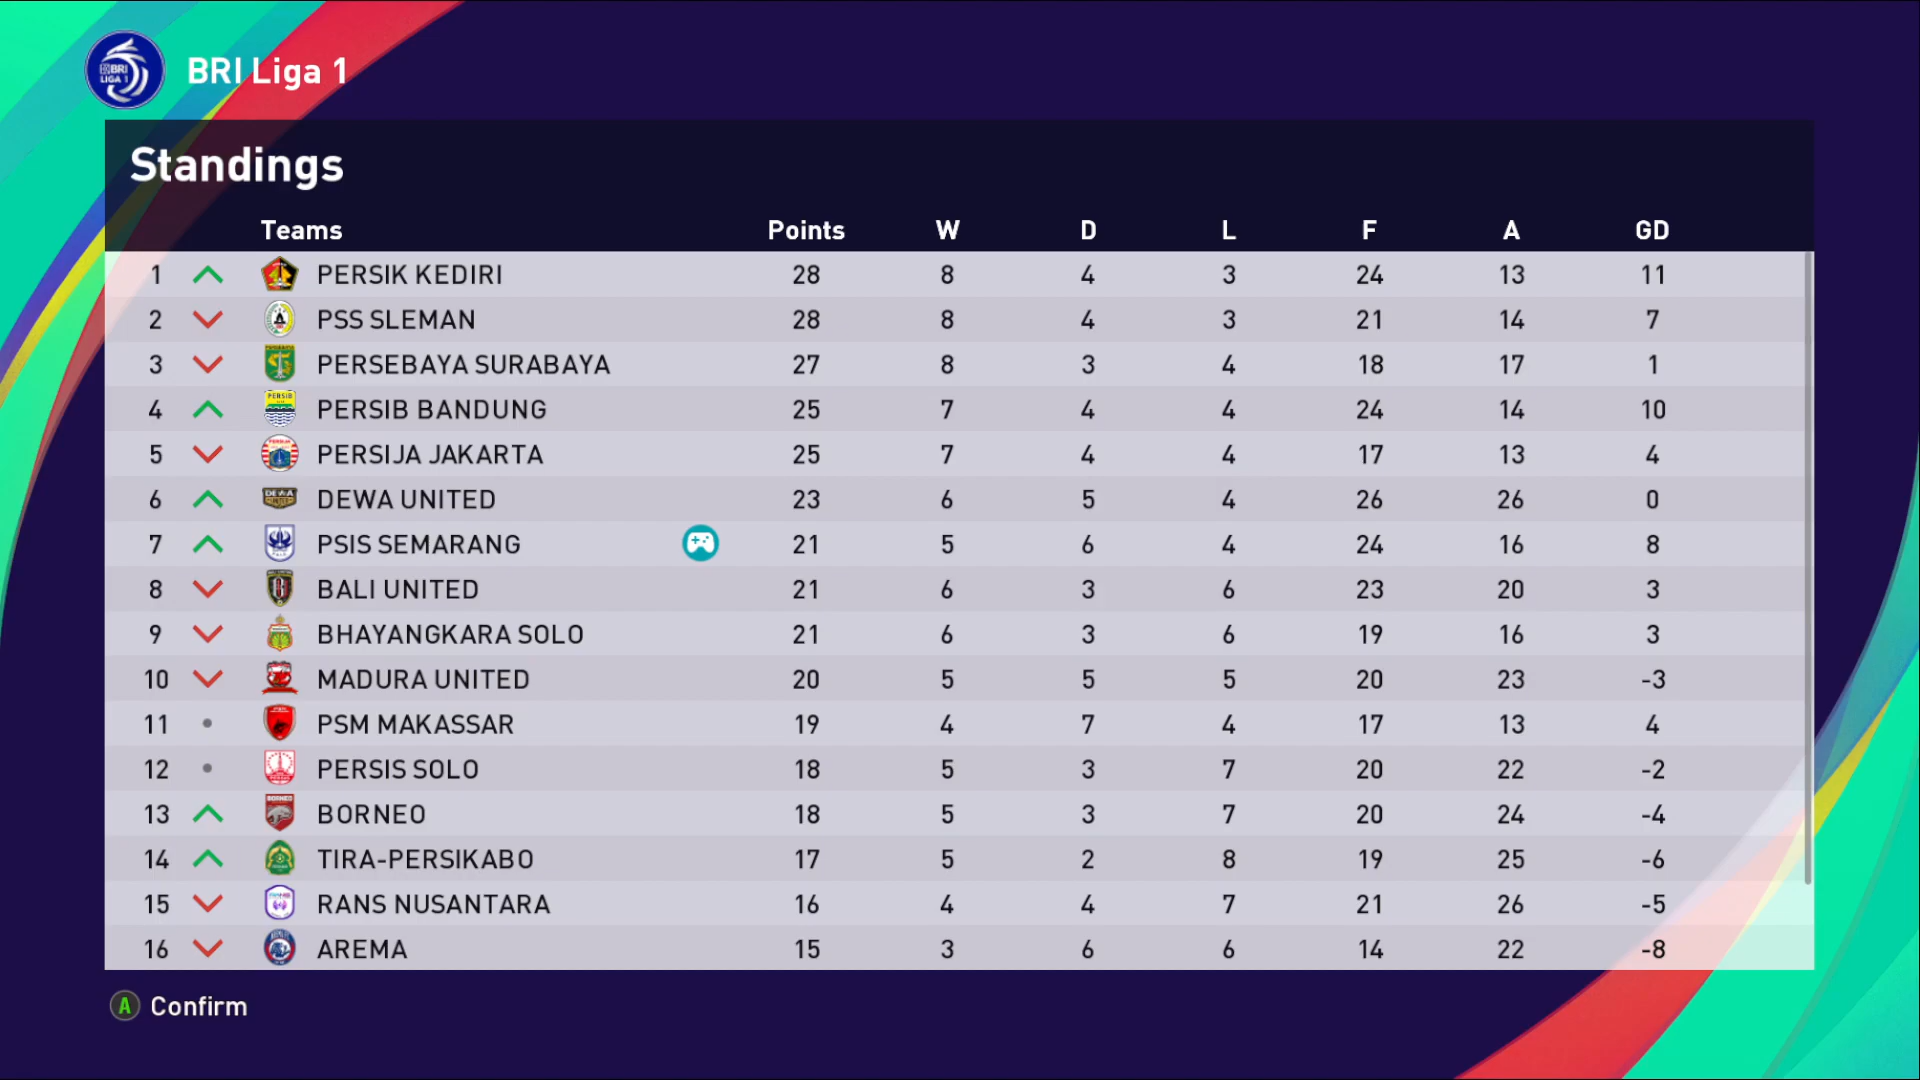 BRI LIGA 1
BRI Liga 1
Standings
Teams Points W D L F A GD
1 PERSIK KEDIRI 28 8 4 3 24 13 11
2 PSS SLEMAN 28 8 4 3 21 14 7
3 PERSEBAYA SURABAYA 27 8 3 4 18 17 1
4 PERSIB BANDUNG 25 7 4 4 24 14 10
5 PERSIJA JAKARTA 25 7 4 4 17 13 4
6 DEWA UNITED 23 6 5 4 26 26 0
7 PSIS SEMARANG 21 5 6 4 24 16 8
8 BALI UNITED 21 6 3 6 23 20 3
9 BHAYANGKARA SOLO 21 6 3 6 19 16 3
10 MADURA UNITED 20 5 5 5 20 23 -3
11 PSM MAKASSAR 19 4 7 4 17 13 4
12 PERSIS SOLO 18 5 3 7 20 22 -2
13 BORNEO 18 5 3 7 20 24 -4
14 TIRA-PERSIKABO 17 5 2 8 19 25 -6
15 RANS NUSANTARA 16 4 4 7 21 26 -5
16 AREMA 15 3 6 6 14 22 -8
A Confirm